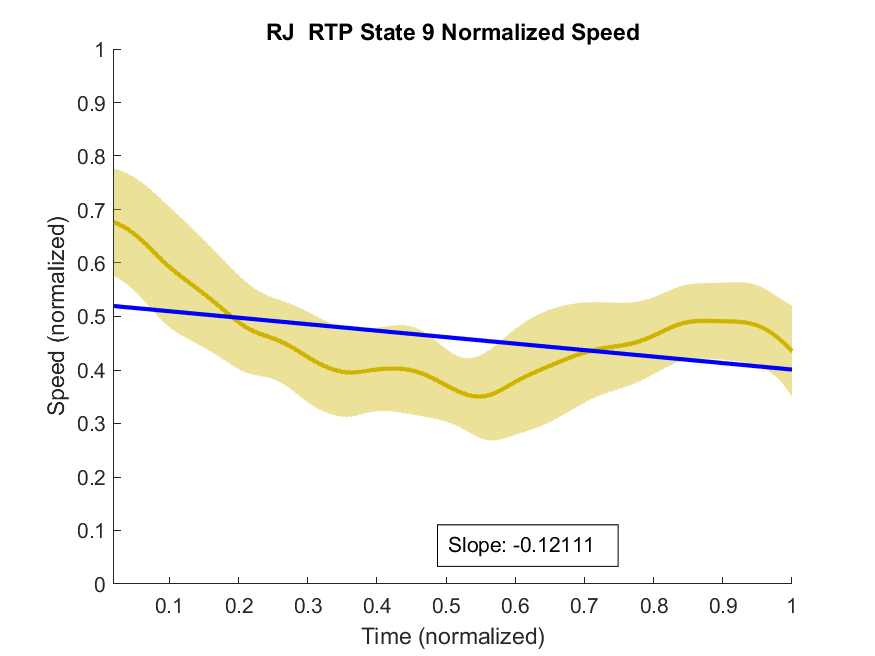 RJ  RTP State 9 Normalized Speed
1
0.9
0.8
0.7
0.6
0.5
0.4
0.3
0.2
0.1
0
Speed (normalized)
Slope: -0.12111
0.1 0.2 0.3 0.4 0.5 0.6 0.7 0.8 0.9 1
Time (normalized)